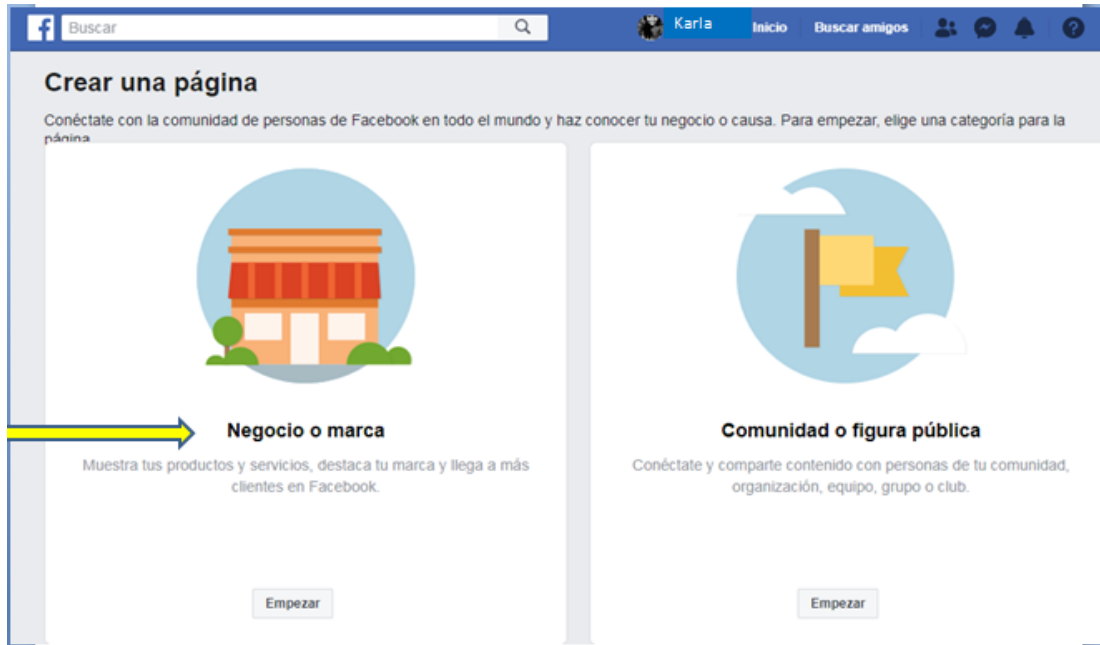 f
Buscar
Karla
Inicio
Buscar amigos
?
Crear una página
Conéctate con la comunidad de personas de Facebook en todo el mundo y haz conocer tu negocio o causa. Para empezar, elige una categoría para la
página.
Negocio o marca
Muestra tus productos y servicios, destaca tu marca y llega a más
clientes en Facebook.
Empezar
Comunidad o figura pública
Conéctate y comparte contenido con personas de tu comunidad,
organización, equipo, grupo o club.
Empezar